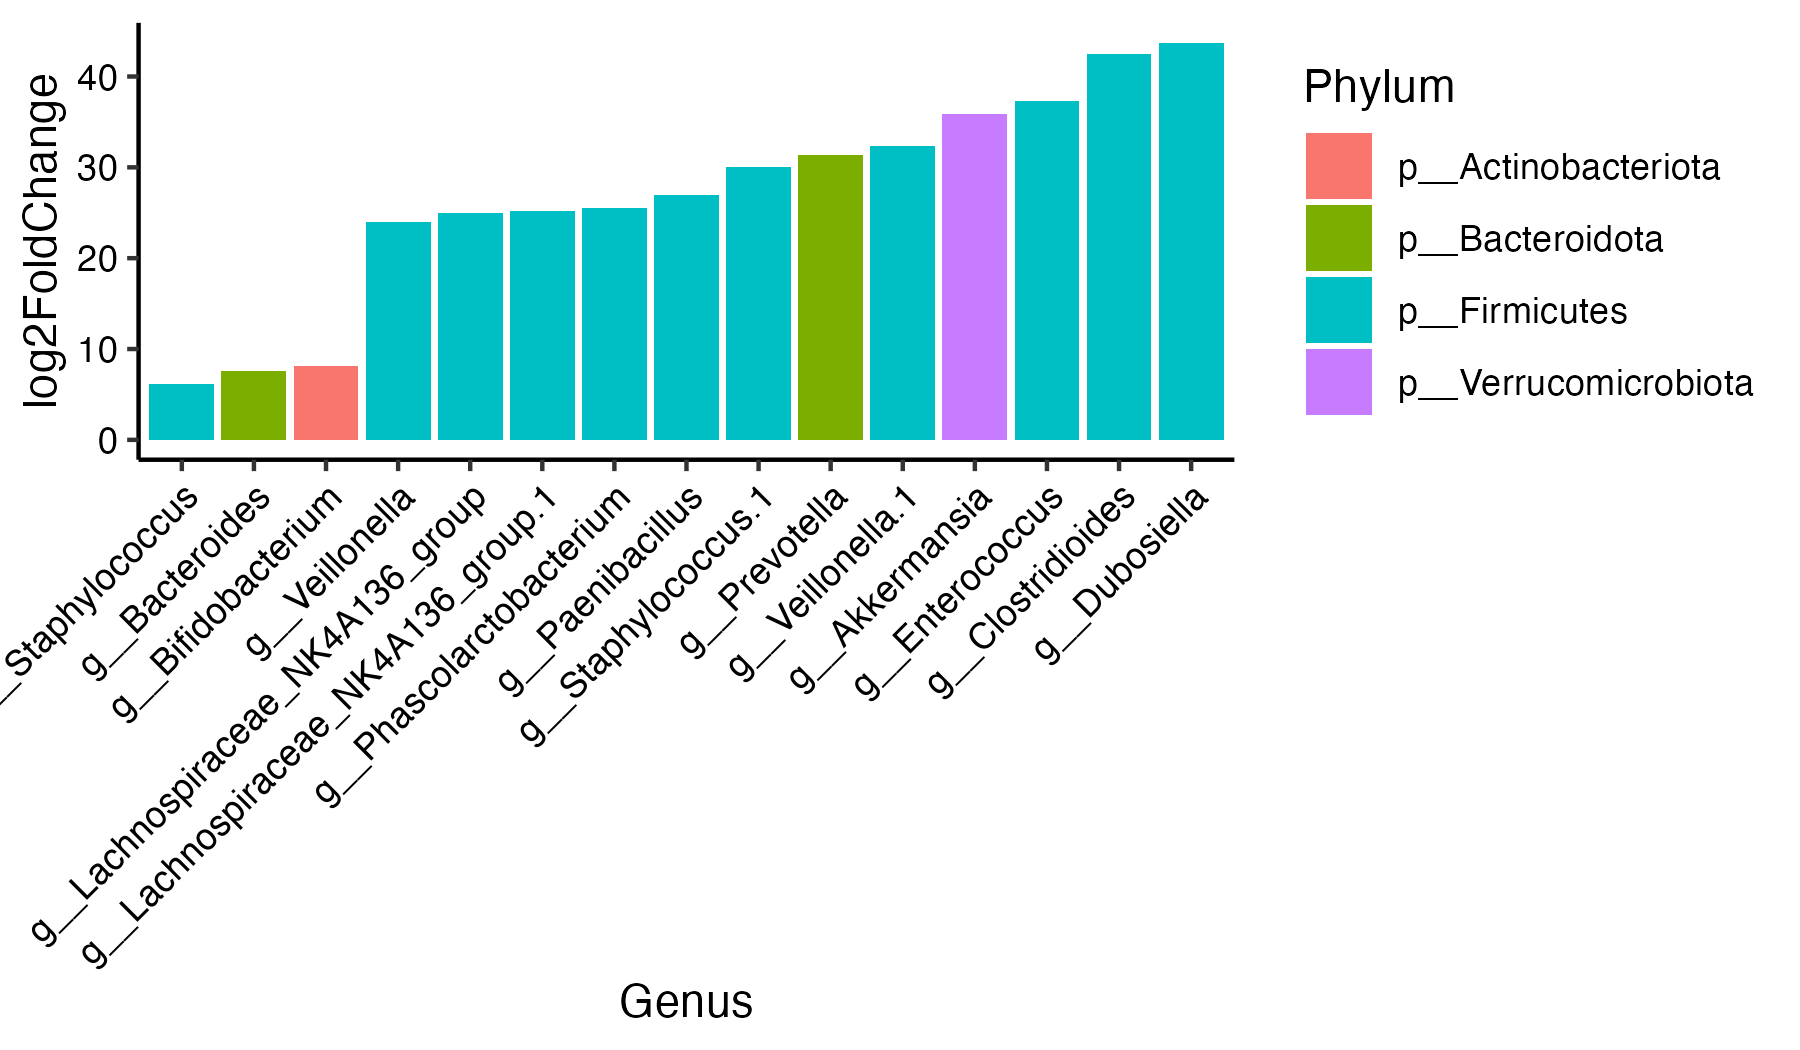 log2FoldChange
40
30
20
10
0
__Staphylococcus
g__Bacteroides
g__Bifidobacterium
g__Veillonella
g__Lachnospiraceae_NK4A136_group
g__Lachnospiraceae_NK4A136_group.1
g__Phascolarctobacterium
g__Paenibacillus
g__Staphylococcus.1
g__Prevotella
g__Veillonella.1
g__Akkermansia
g__Enterococcus
g__Clostridioides
g__Dubosiella
Genus
Phylum
p__Actinobacteriota
p__Bacteroidota
p__Firmicutes
p__Verrucomicrobiota